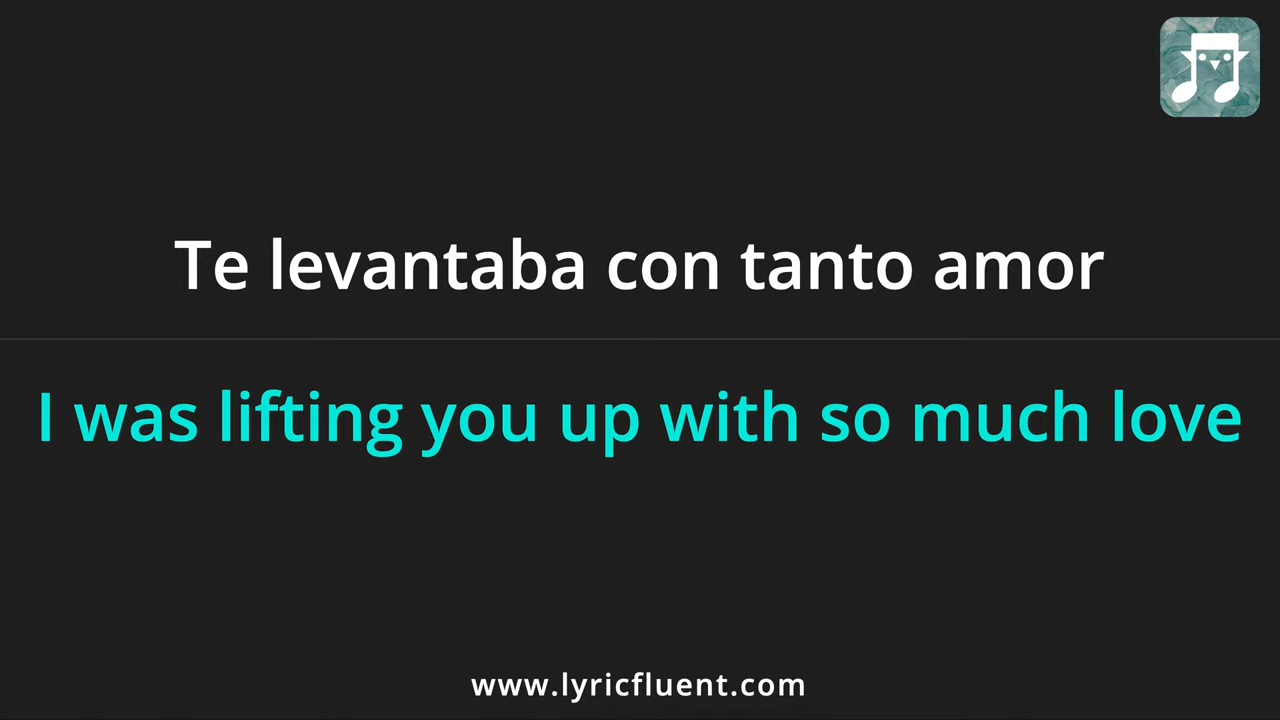 Te levantaba con tanto amor
I was lifting you up with so much love
www.lyricfluent.com